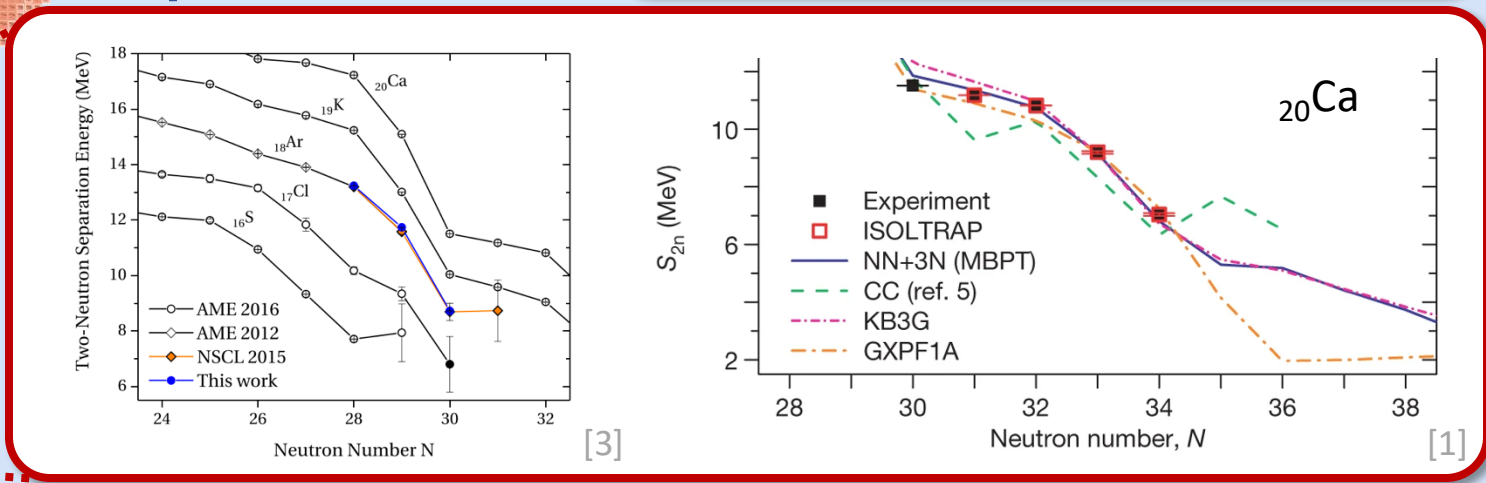 Two-Neutron Separation Energy (MeV)
18
16
14
12
10
8
6
₂₀Ca
₁₉K
₁₈Ar
₁₇Cl
₁₆S
AME 2016
AME 2012
NSCL 2015
This work
24 26 28 30 32
Neutron Number N
[3]
S₂ₙ (MeV)
10
6
2
₂₀Ca
Experiment
ISOLTRAP
NN+3N (MBPT)
CC (ref. 5)
KB3G
GXPF1A
28 30 32 34 36 38
Neutron number, N
[1]